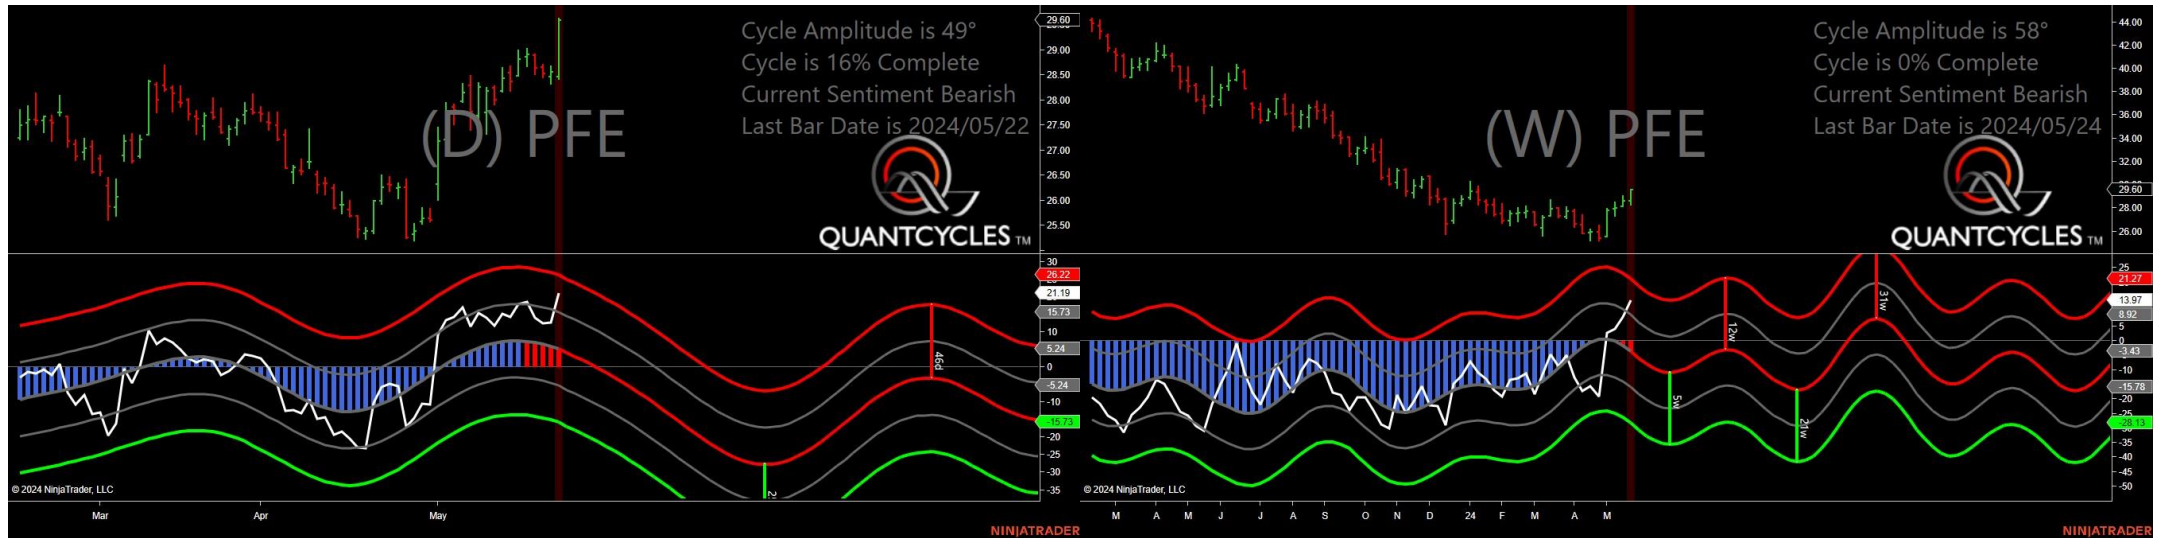 Cycle Amplitude is 49°
Cycle is 16% Complete
Current Sentiment Bearish
Last Bar Date is 2024/05/22
(D) PFE
QUANTCYCLES TM
29.60
29.00
28.50
28.00
27.50
27.00
26.50
26.00
25.50
30
26.22
21.19
15.73
10
5.24
0
-5.24
-10
-15.73
-20
-25
-30
-35
46d
© 2024 NinjaTrader, LLC
Mar Apr May
NINJATRADER
Cycle Amplitude is 58°
Cycle is 0% Complete
Current Sentiment Bearish
Last Bar Date is 2024/05/24
(W) PFE
QUANTCYCLES TM
44.00
42.00
40.00
38.00
36.00
34.00
32.00
29.60
28.00
26.00
25
21.27
13.97
8.92
5
0
-3.43
-10
-15.78
-20
-25
-28.13
-35
-40
-45
-50
12w
31w
5w
21w
© 2024 NinjaTrader, LLC
M A M J J A S O N D 24 F M A M
NINJATRADER